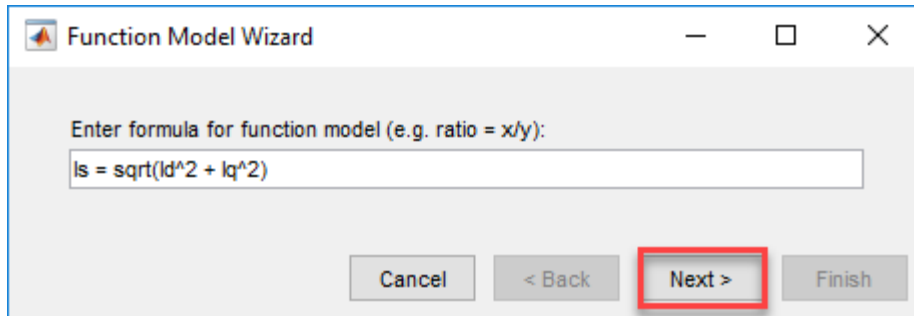 Function Model Wizard
Enter formula for function model (e.g. ratio = x/y):
Is = sqrt(Id^2 + Iq^2)
Cancel
< Back
Next >
Finish